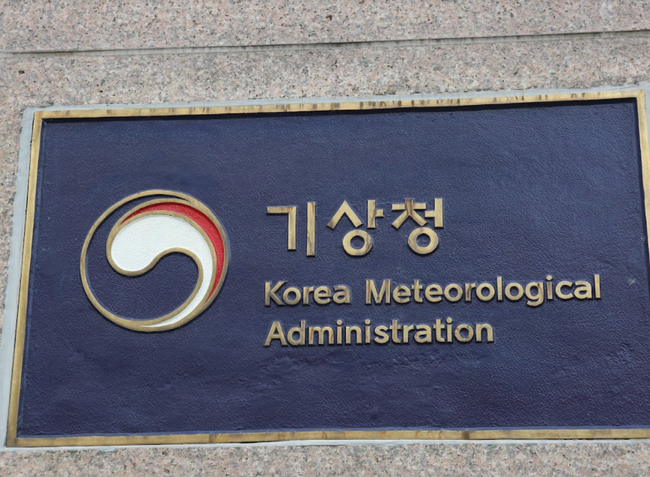 기상청
Korea Meteorological
Administration